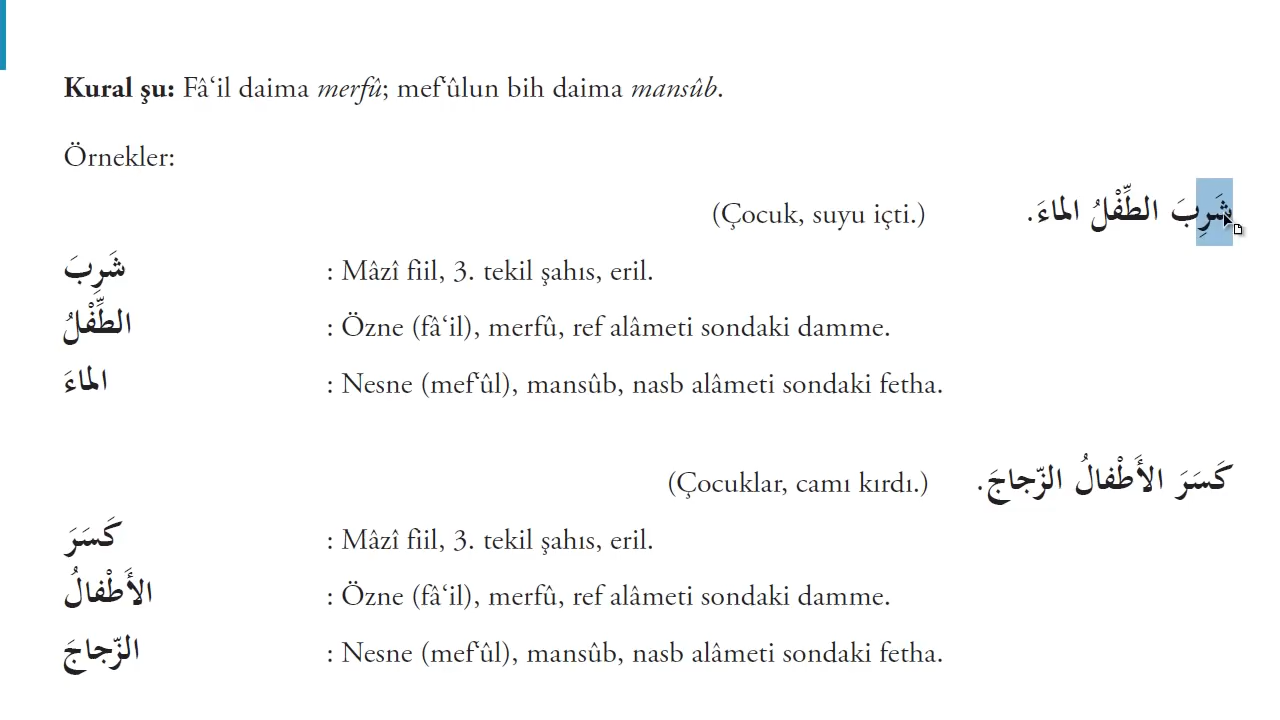 Kural şu: Fâ‘il daima merfû; mef‘ûlun bih daima mansûb.
Örnekler:
شَرِبَ الطِّفْلُ الماءَ. (Çocuk, suyu içti.)
شَرِبَ : Mâzî fiil, 3. tekil şahıs, eril.
الطِّفْلُ : Özne (fâ‘il), merfû, ref alâmeti sondaki damme.
الماءَ : Nesne (mef‘ûl), mansûb, nasb alâmeti sondaki fetha.
كَسَرَ الأَطْفالُ الزّجاجَ. (Çocuklar, camı kırdı.)
كَسَرَ : Mâzî fiil, 3. tekil şahıs, eril.
الأَطْفالُ : Özne (fâ‘il), merfû, ref alâmeti sondaki damme.
الزّجاجَ : Nesne (mef‘ûl), mansûb, nasb alâmeti sondaki fetha.